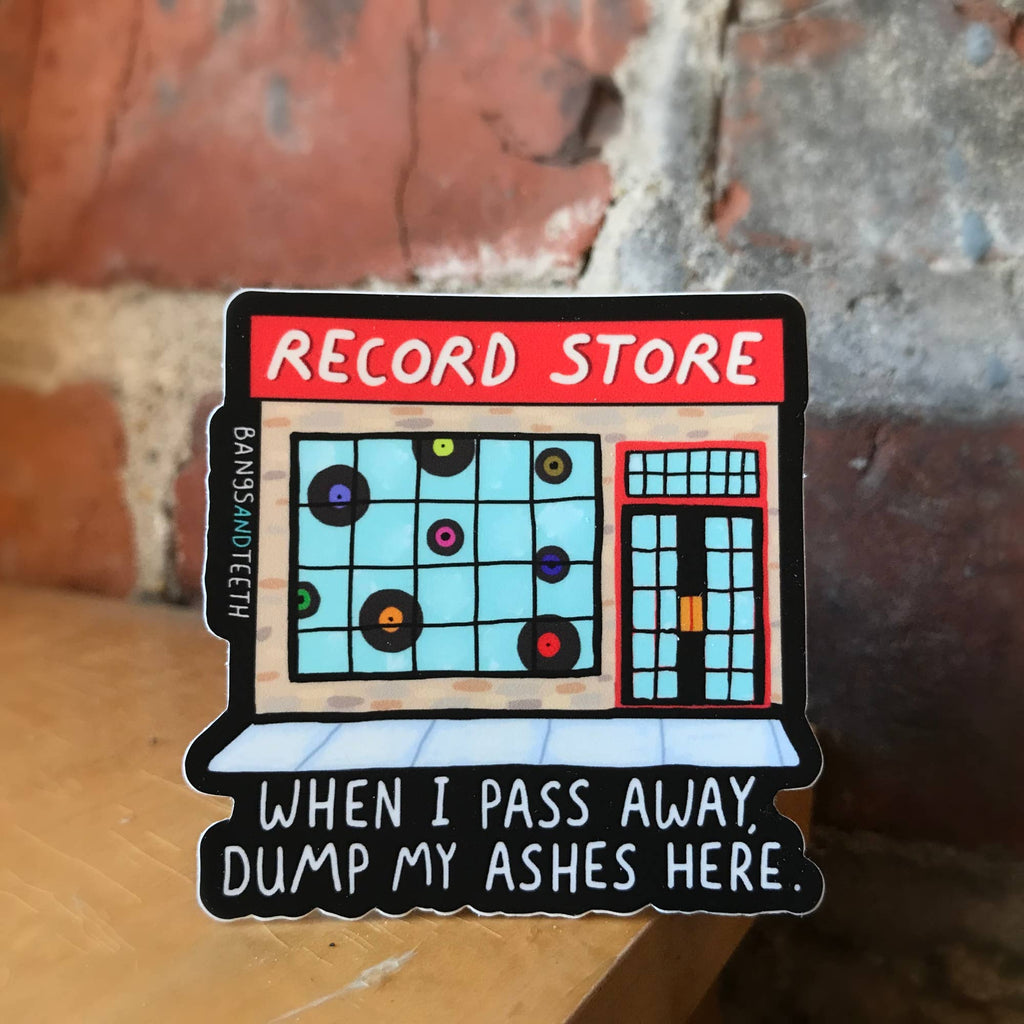 RECORD STORE
BANGSANDTEETH
WHEN I PASS AWAY,
DUMP MY ASHES HERE.